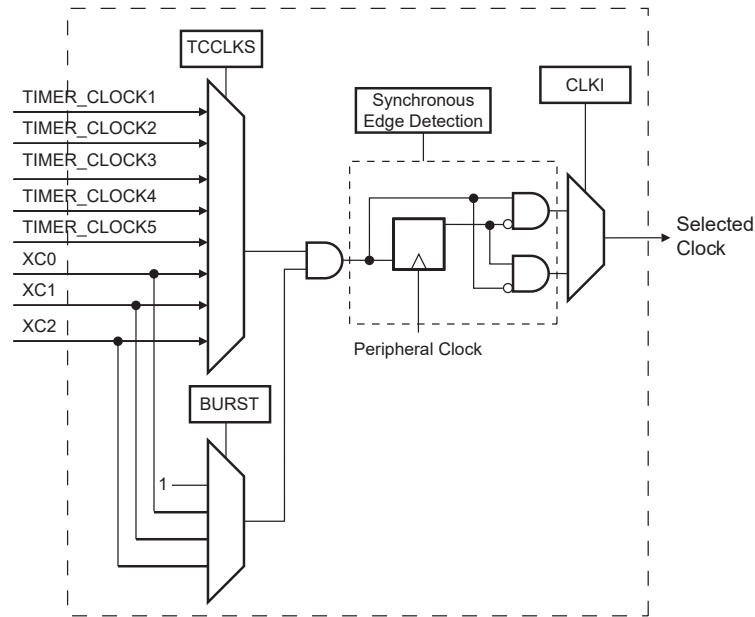 TCCLKS
TIMER_CLOCK1
TIMER_CLOCK2
TIMER_CLOCK3
TIMER_CLOCK4
TIMER_CLOCK5
XC0
XC1
XC2
Synchronous
Edge Detection
CLKI
Selected
Clock
Peripheral Clock
BURST
1